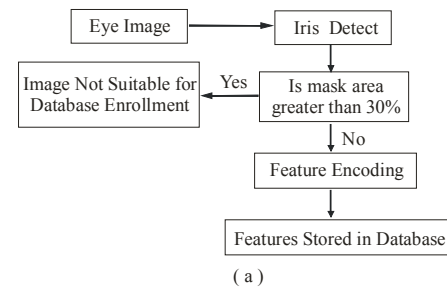 Eye Image
Iris Detect
Image Not Suitable for
Database Enrollment
Yes
Is mask area
greater than 30%
No
Feature Encoding
Features Stored in Database
( a )